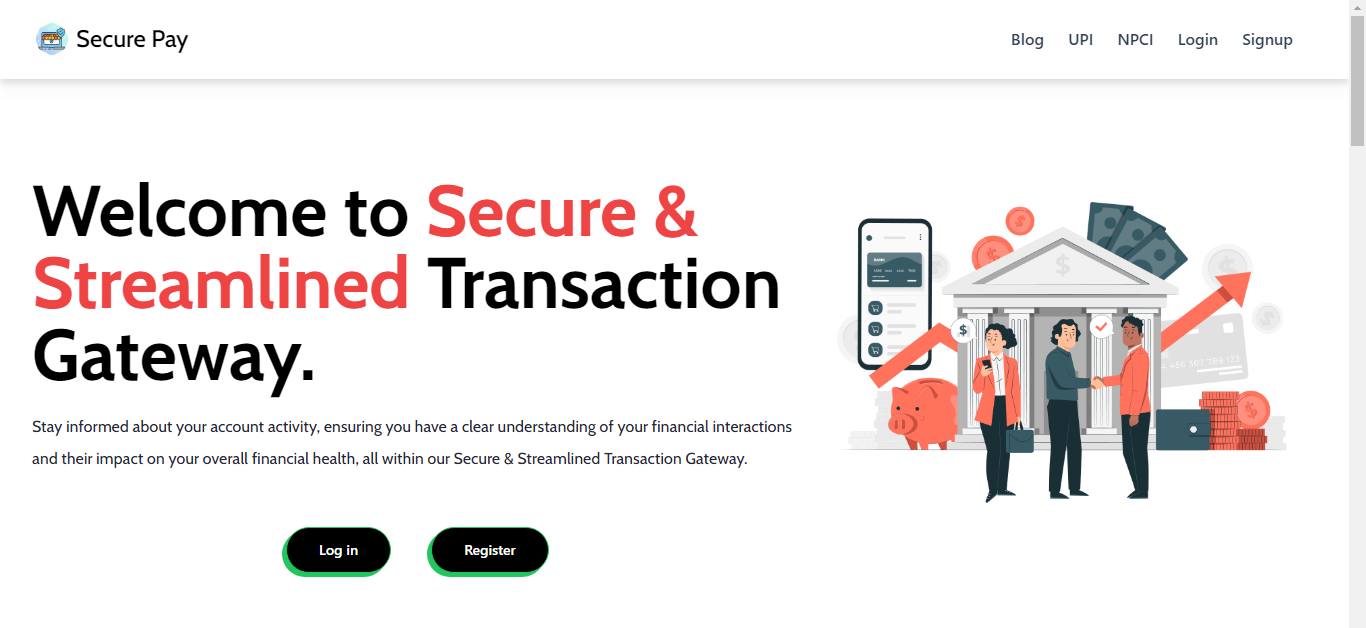 Secure Pay
Blog UPI NPCI Login Signup
Welcome to Secure &
Streamlined Transaction
Gateway.
Stay informed about your account activity, ensuring you have a clear understanding of your financial interactions
and their impact on your overall financial health, all within our Secure & Streamlined Transaction Gateway.
Log in Register
BANK
$
$